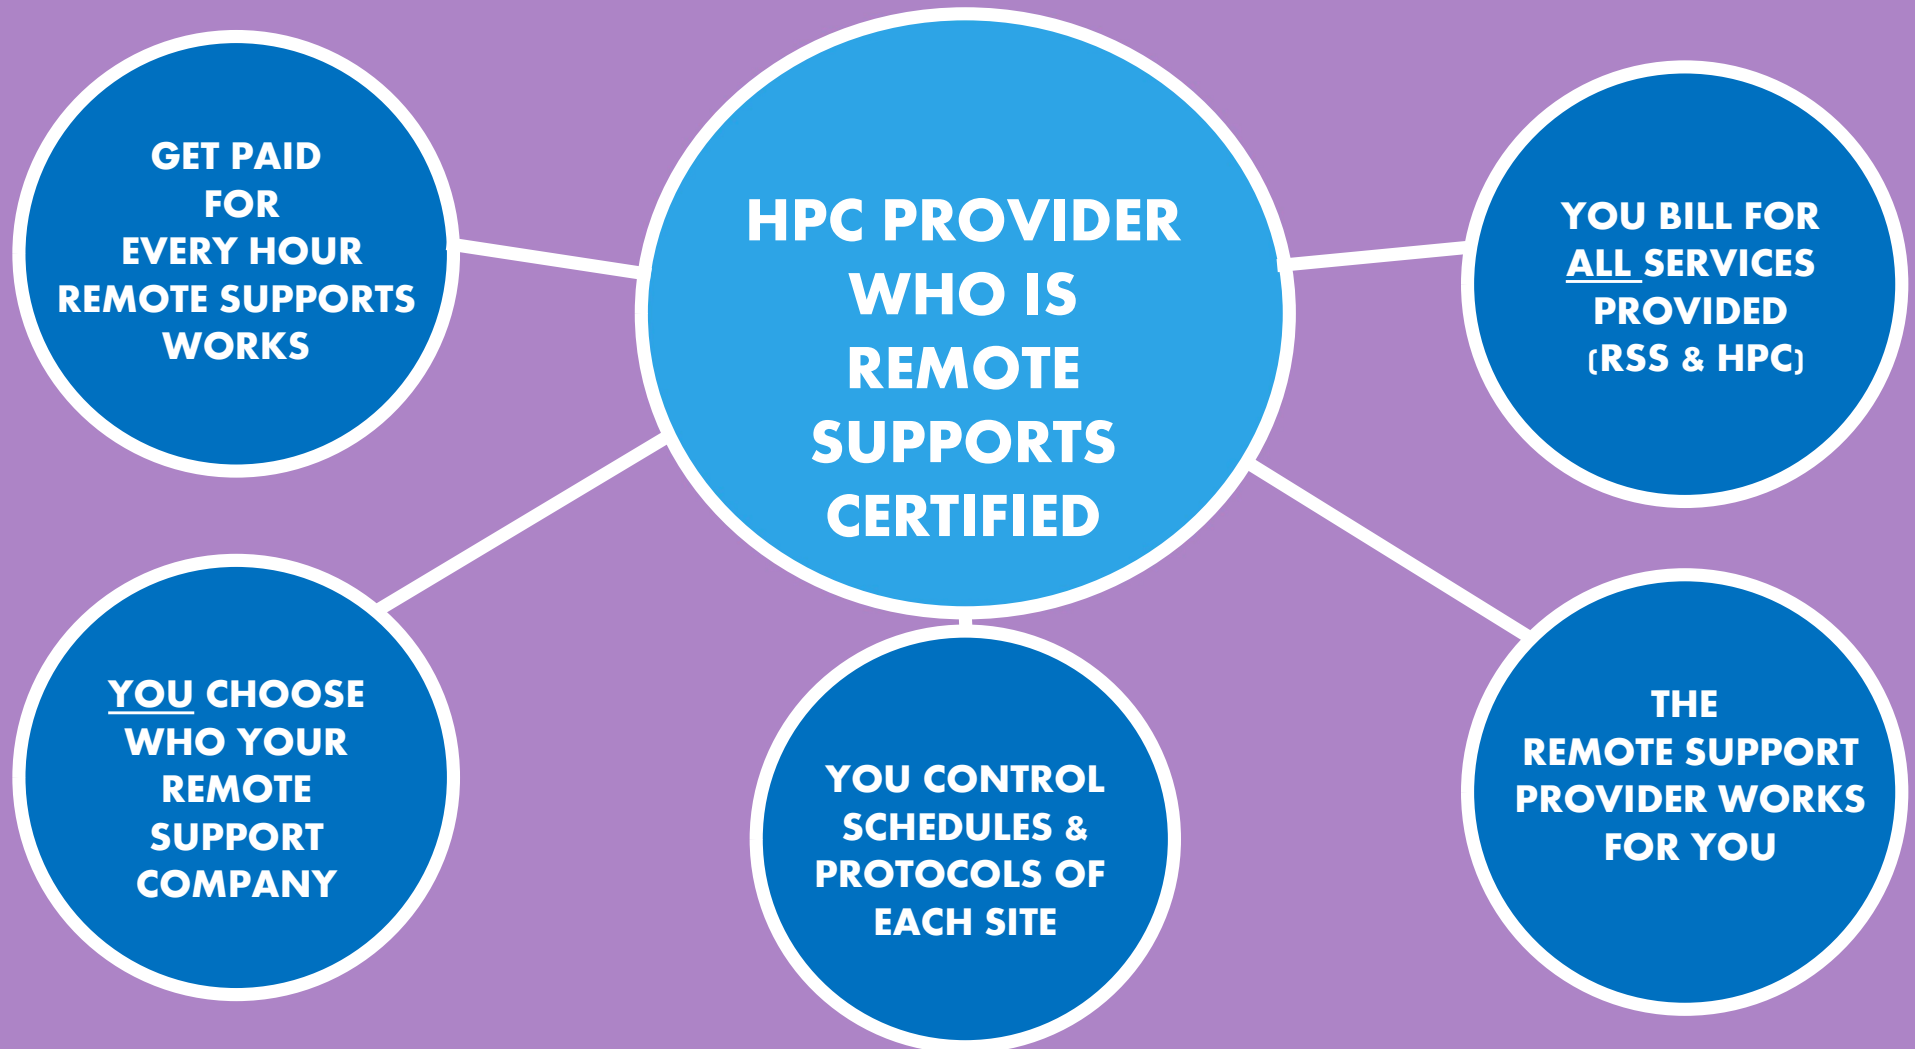 GET PAID
FOR
EVERY HOUR
REMOTE SUPPORTS
WORKS
HPC PROVIDER
WHO IS
REMOTE
SUPPORTS
CERTIFIED
YOU BILL FOR
ALL SERVICES
PROVIDED
(RSS & HPC)
YOU CHOOSE
WHO YOUR
REMOTE
SUPPORT
COMPANY
YOU CONTROL
SCHEDULES &
PROTOCOLS OF
EACH SITE
THE
REMOTE SUPPORT
PROVIDER WORKS
FOR YOU